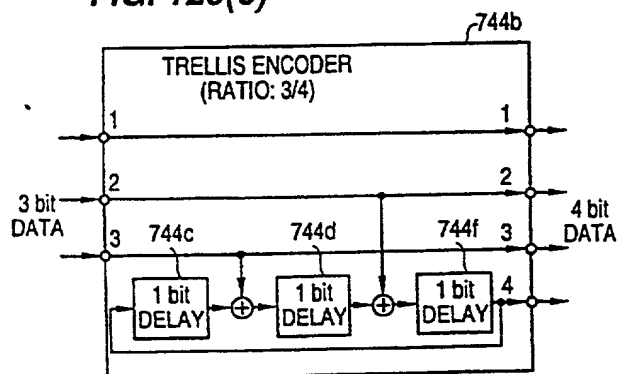 744b
TRELLIS ENCODER
(RATIO: 3/4)
1 1
2 2
3 bit
DATA
4 bit
DATA
3 744c 744d 744f 3
1 bit
DELAY
1 bit
DELAY
1 bit
DELAY
4